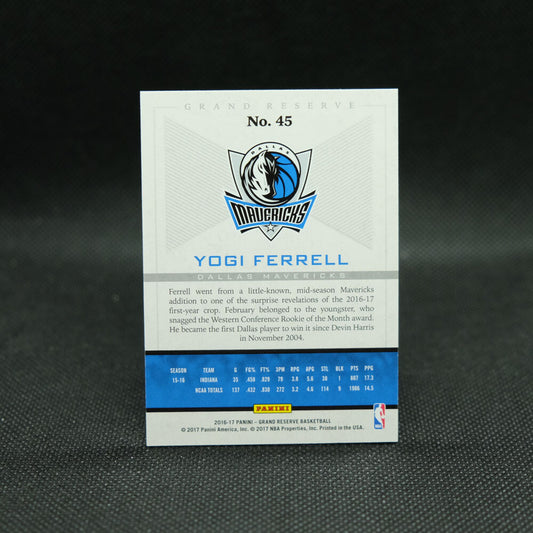 GRAND RESERVE
No. 45
DALLAS
MAVERICKS
YOGI FERRELL
DALLAS MAVERICKS
Ferrell went from a little-known, mid-season Mavericks
addition to one of the surprise revelations of the 2016-17
first-year crop. February belonged to the youngster, who
snagged the Western Conference Rookie of the Month award.
He became the first Dallas player to win it since Devin Harris
in November 2004.
SEASON TEAM G FG% FT% 3PM RPG APG STL BLK PTS PPG
15-16 INDIANA 35 .458 .829 78 3.8 5.6 38 1 607 17.3
NCAA TOTALS 137 .432 .830 272 3.2 4.6 114 9 1986 14.5
PANINI
NBA
2016-17 PANINI - GRAND RESERVE BASKETBALL
© 2017 Panini America, Inc. © 2017 NBA Properties, Inc. Printed in the USA.